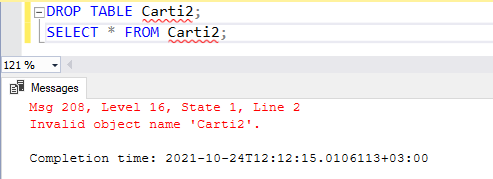 DROP TABLE Carti2;
SELECT * FROM Carti2;
121 %
Messages
Msg 208, Level 16, State 1, Line 2
Invalid object name 'Carti2'.
Completion time: 2021-10-24T12:12:15.0106113+03:00